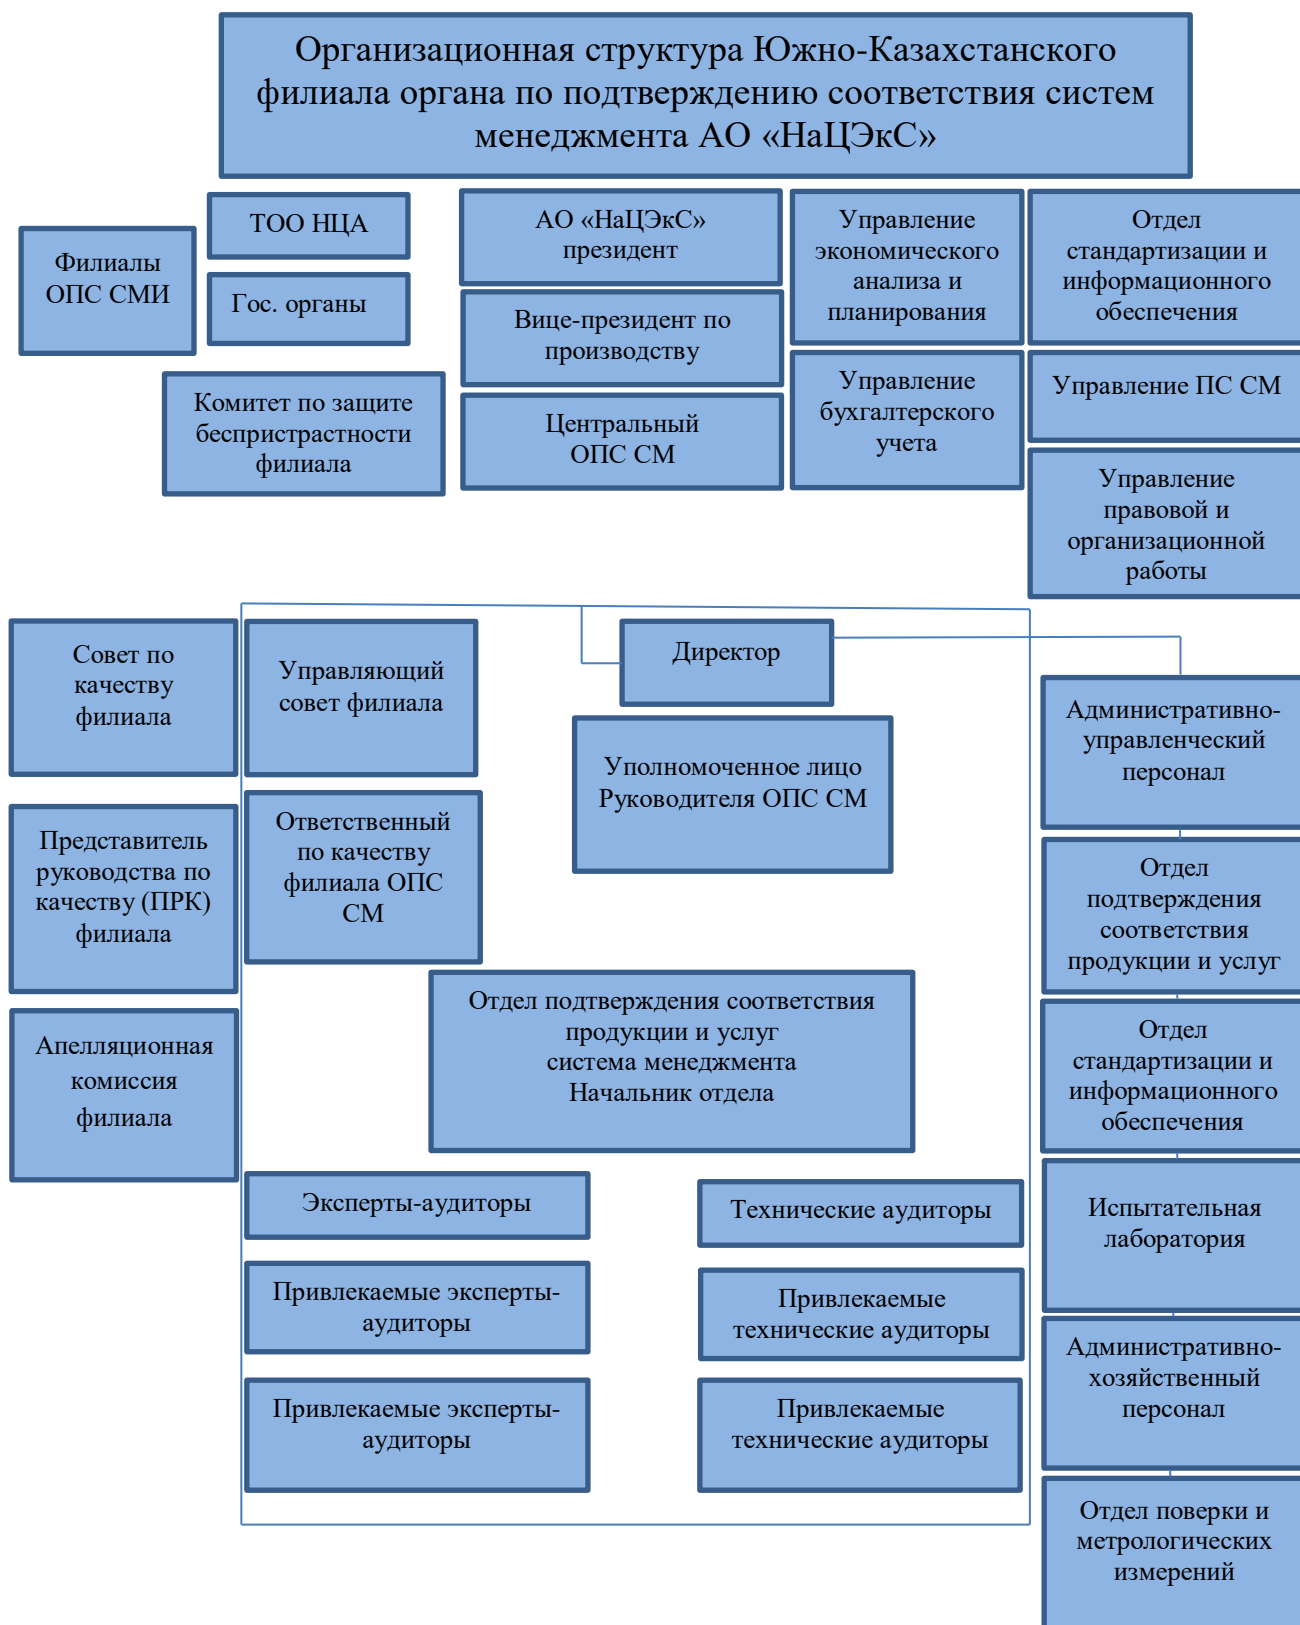 Организационная структура Южно-Казахстанского
филиала органа по подтверждению соответствия систем
менеджмента АО «НаЦЭкС»
Филиалы
ОПС СМИ
ТОО НЦА
Гос. органы
Комитет по защите
беспристрастности
филиала
АО «НаЦЭкС»
президент
Вице-президент по
производству
Центральный
ОПС СМ
Управление
экономического
анализа и
планирования
Управление
бухгалтерского
учета
Отдел
стандартизации и
информационного
обеспечения
Управление ПС СМ
Управление
правовой и
организационной
работы
Совет по
качеству
филиала
Управляющий
совет филиала
Директор
Уполномоченное лицо
Руководителя ОПС СМ
Представитель
руководства по
качеству (ПРК)
филиала
Ответственный
по качеству
филиала ОПС
СМ
Апелляционная
комиссия
филиала
Отдел подтверждения соответствия
продукции и услуг
система менеджмента
Начальник отдела
Эксперты-аудиторы
Технические аудиторы
Привлекаемые эксперты-
аудиторы
Привлекаемые
технические аудиторы
Привлекаемые эксперты-
аудиторы
Привлекаемые
технические аудиторы
Административно-
управленческий
персонал
Отдел
подтверждения
соответствия
продукции и услуг
Отдел
стандартизации и
информационного
обеспечения
Испытательная
лаборатория
Административно-
хозяйственный
персонал
Отдел поверки и
метрологических
измерений